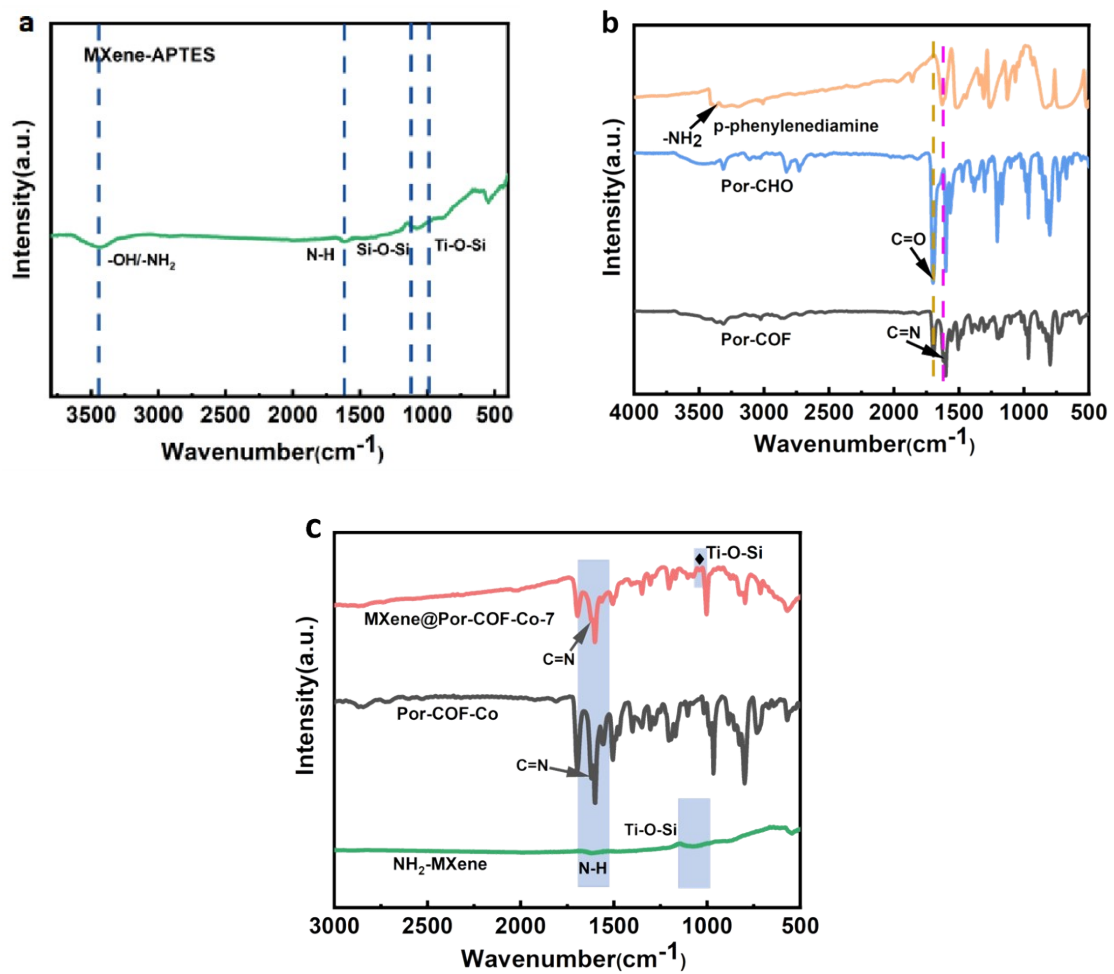 a
MXene-APTES
Intensity(a.u.)
-OH/-NH₂
N-H
Si-O-Si
Ti-O-Si
3500 3000 2500 2000 1500 1000 500
Wavenumber(cm⁻¹)
b
Intensity(a.u.)
-NH2
p-phenylenediamine
Por-CHO
C=O
Por-COF
C=N
4000 3500 3000 2500 2000 1500 1000 500
Wavenumber(cm⁻¹)
c
Intensity(a.u.)
◆Ti-O-Si
MXene@Por-COF-Co-7
C=N
Por-COF-Co
C=N
Ti-O-Si
NH₂-MXene
N-H
3000 2500 2000 1500 1000 500
Wavenumber(cm⁻¹)